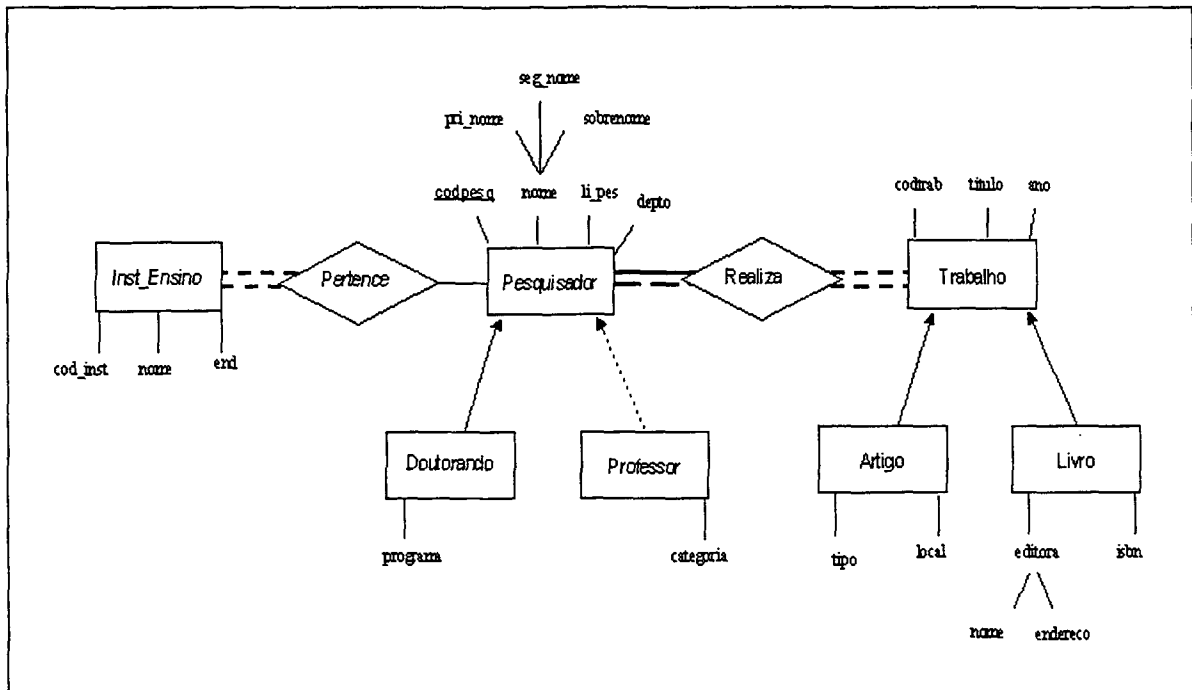 seg_nome
pri_nome sobrenome
codpesq nome li_pes depto
codtrab titulo ano
Inst_Ensino Pertence Pesquisador Realiza Trabalho
cod_inst nome end
Doutorando Professor Artigo Livro
programa categoria tipo local editora isbn
nome endereco